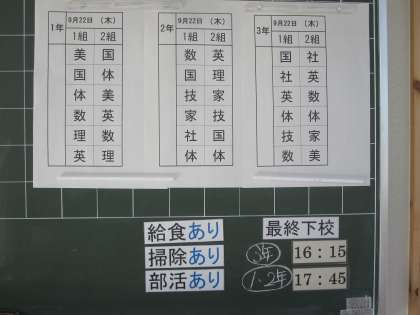 1年 9月22日 (木)
1組 2組
美 国
国 体
体 美
数 英
理 数
英 理
2年 9月22日 (木)
1組 2組
数 英
国 理
技 家
家 技
社 国
体 体
3年 9月22日 (木)
1組 2組
国 社
社 英
英 数
体 体
技 家
数 美
給食あり
掃除あり
部活あり
最終下校
3年 16:15
1・2年 17:45